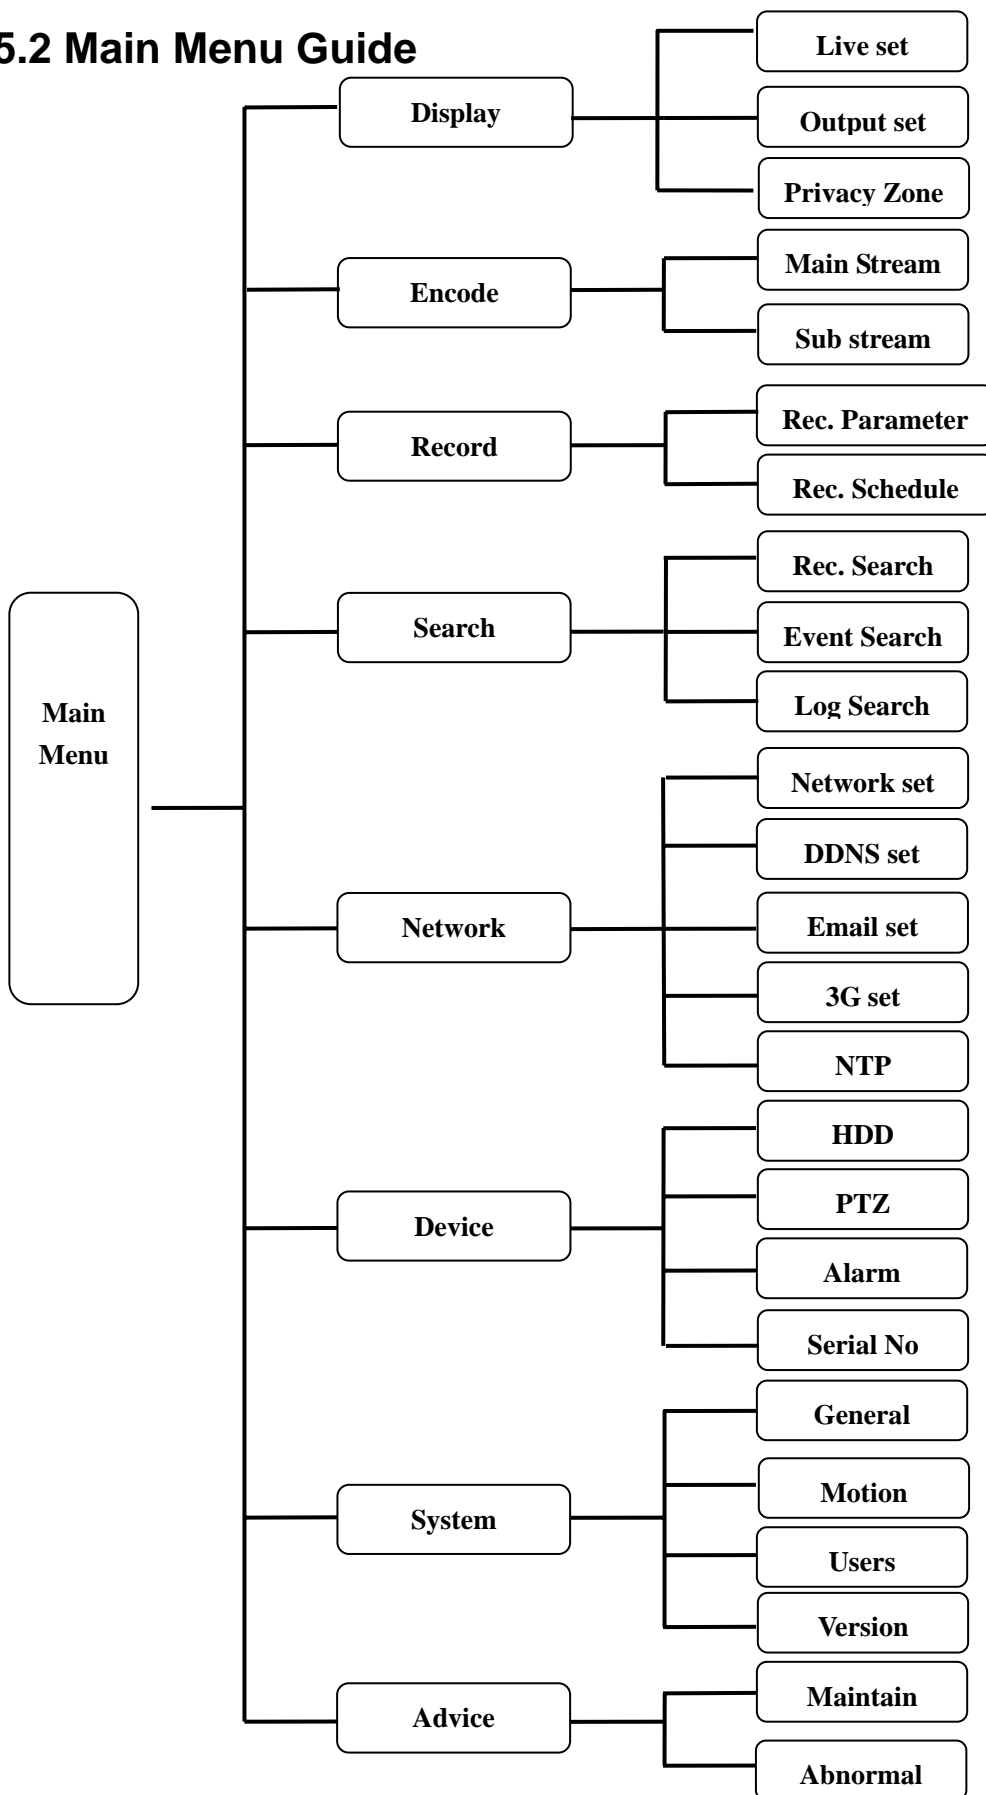 5.2 Main Menu Guide
Live set
Display
Output set
Privacy Zone
Main Stream
Encode
Sub stream
Rec. Parameter
Record
Rec. Schedule
Rec. Search
Search
Event Search
Log Search
Main
Menu
Network set
DDNS set
Network
Email set
3G set
NTP
HDD
PTZ
Device
Alarm
Serial No
General
Motion
System
Users
Version
Maintain
Advice
Abnormal